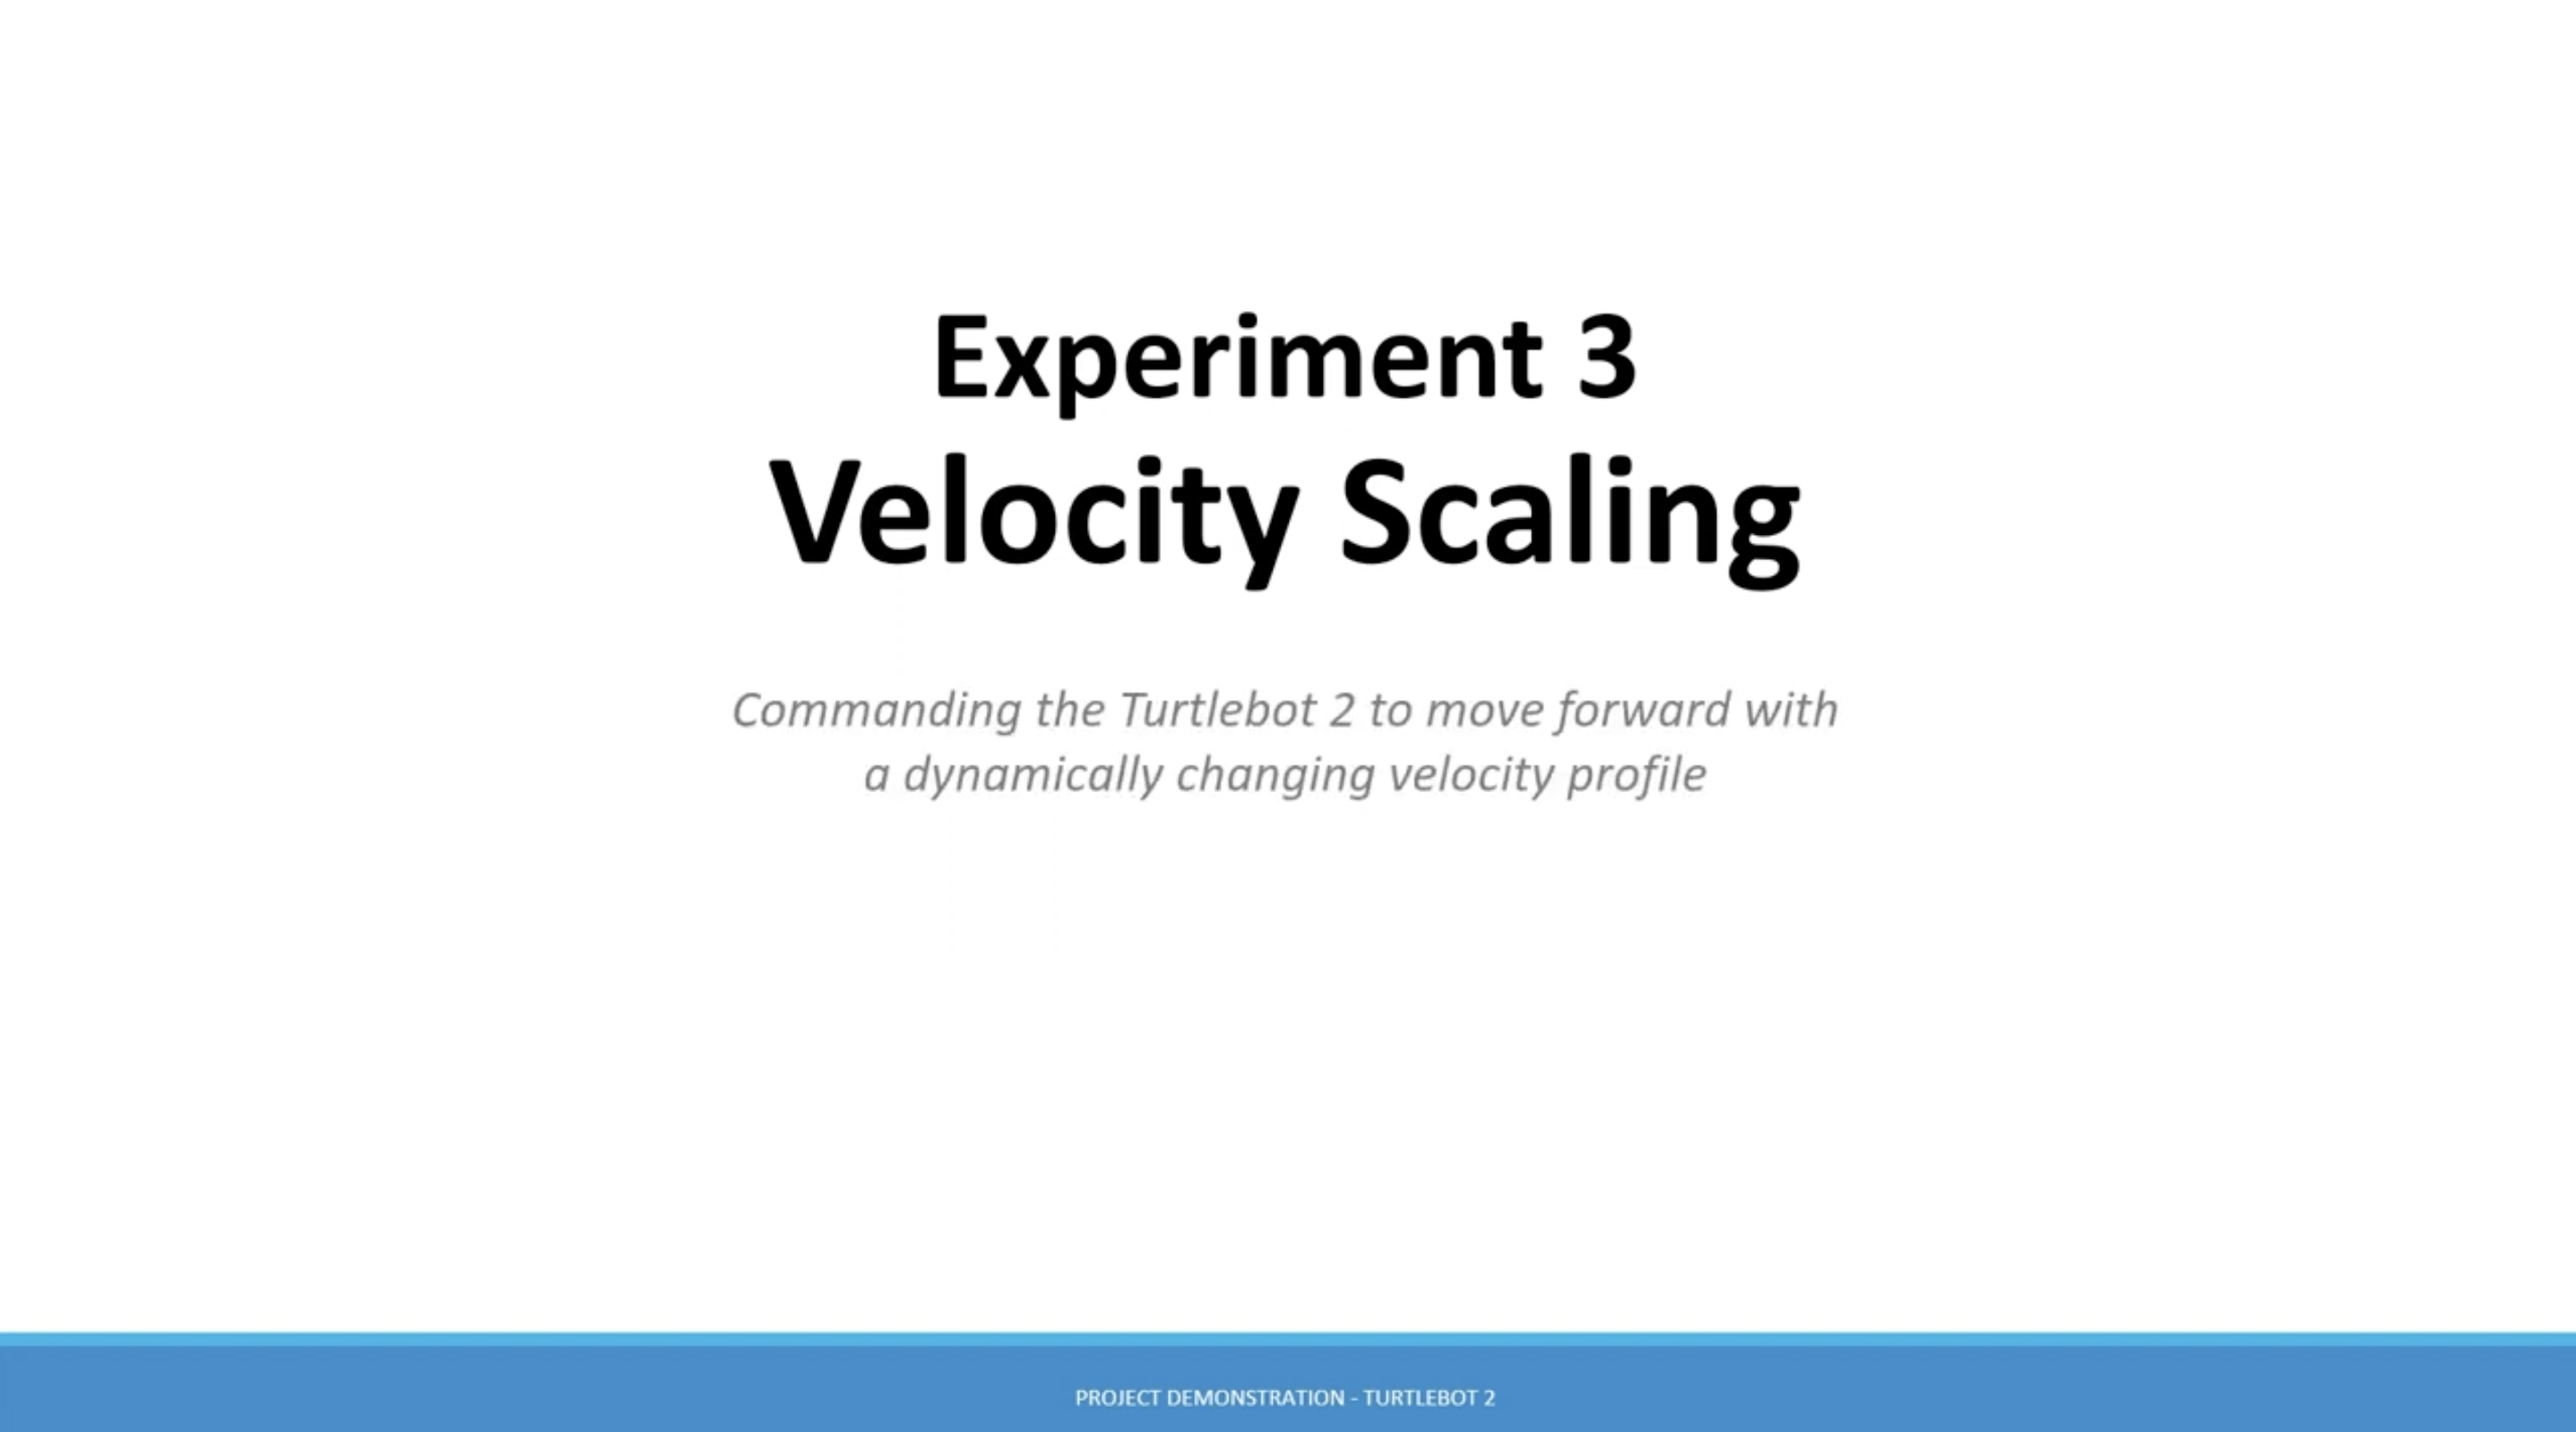 Experiment 3
Velocity Scaling
Commanding the Turtlebot 2 to move forward with
a dynamically changing velocity profile
PROJECT DEMONSTRATION - TURTLEBOT 2